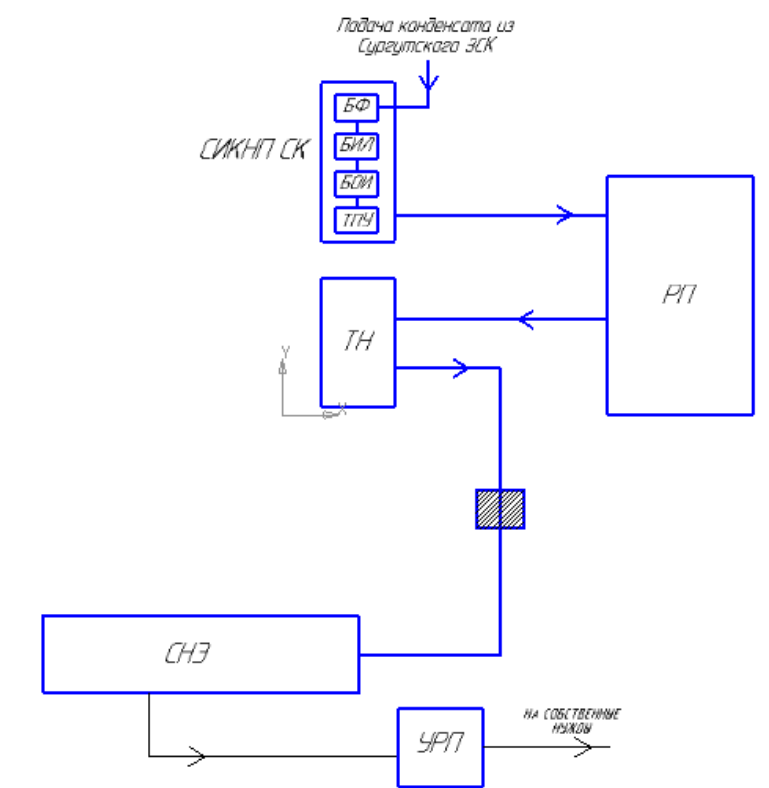 Подача конденсата из
Сургутского ЗСК
СИКНП СК
БФ
БИЛ
БОИ
ТПУ
РП
ТН
Y
X
СНЭ
УРП
НА СОБСТВЕННЫЕ
НУЖДЫ